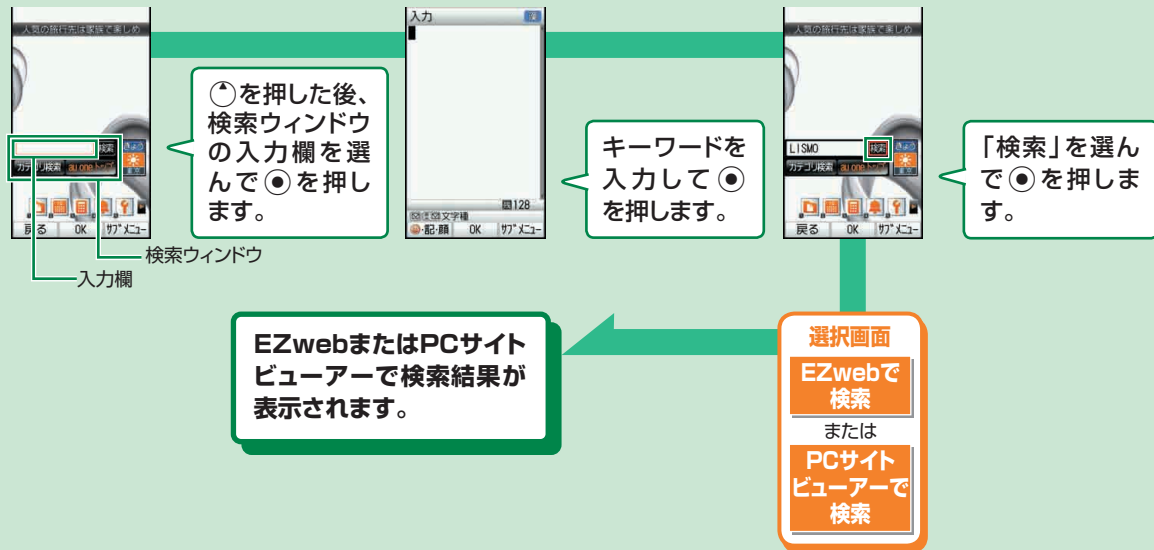 人気の旅行先は家族で楽しめ
検索
カテゴリ検索 au one トップ
戻る OK ｻﾌﾞﾒﾆｭｰ
検索ウィンドウ
入力欄
を押した後、
検索ウィンドウ
の入力欄を選
んで を押し
ます。
入力
128
文字種
記・顔 OK ｻﾌﾞﾒﾆｭｰ
キーワードを
入力して
を押します。
人気の旅行先は家族で楽しめ
LISMO 検索
カテゴリ検索 au one トップ
戻る OK ｻﾌﾞﾒﾆｭｰ
「検索」を選ん
で を押しま
す。
選択画面
EZwebで
検索
または
PCサイト
ビューアーで
検索
EZwebまたはPCサイト
ビューアーで検索結果が
表示されます。